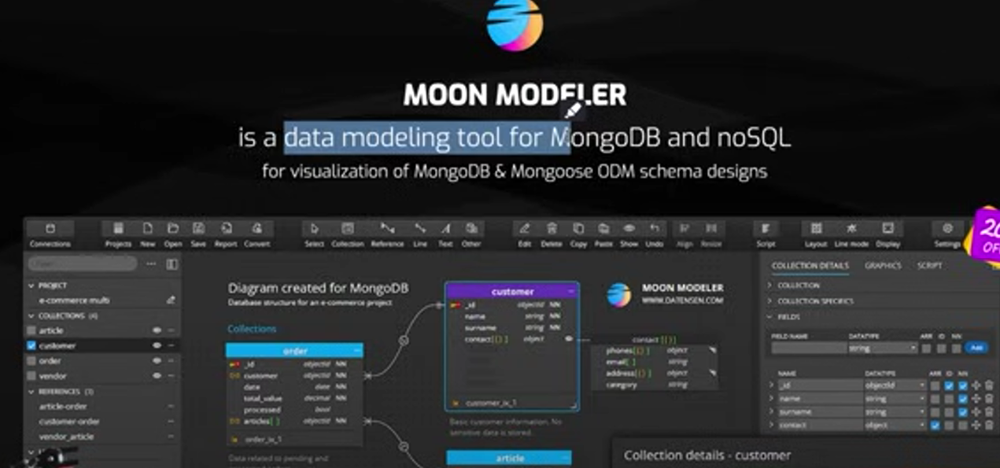 MOON MODELER
is a data modeling tool for MongoDB and noSQL
for visualization of MongoDB & Mongoose ODM schema designs
Connections Projects New Open Save Report Convert Select Collection Reference Line Text Other Edit Delete Copy Paste Show Undo Align Resize Script Layout Line mode Display Settings
20
OF
PROJECT
e-commerce multi
COLLECTIONS (4)
article
customer
order
vendor
REFERENCES (3)
article-order
customer-order
vendor_article
Diagram created for MongoDB
Database structure for an e-commerce project
Collections
order
_id objectId NN
customer objectId NN
date date NN
total_value decimal NN
processed bool
articles[ ] objectId NN
order_ix_1
Data related to pending and
customer
_id objectId NN
name string NN
surname string NN
contact[{}] object
customer_ix_1
Basic customer information. No
sensitive data is stored.
article
MOON MODELER
WWW.DATENSEN.COM
contact [{}]
phones[{}] object
email[ ] string
address[{}] object
category string
COLLECTION DETAILS GRAPHICS SCRIPT
COLLECTION
COLLECTION SPECIFICS
FIELDS
FIELD NAME DATATYPE ARR ID NN
string Add
NAME DATATYPE ARR ID NN
_id objectId
name string
surname string
contact object
Collection details - customer